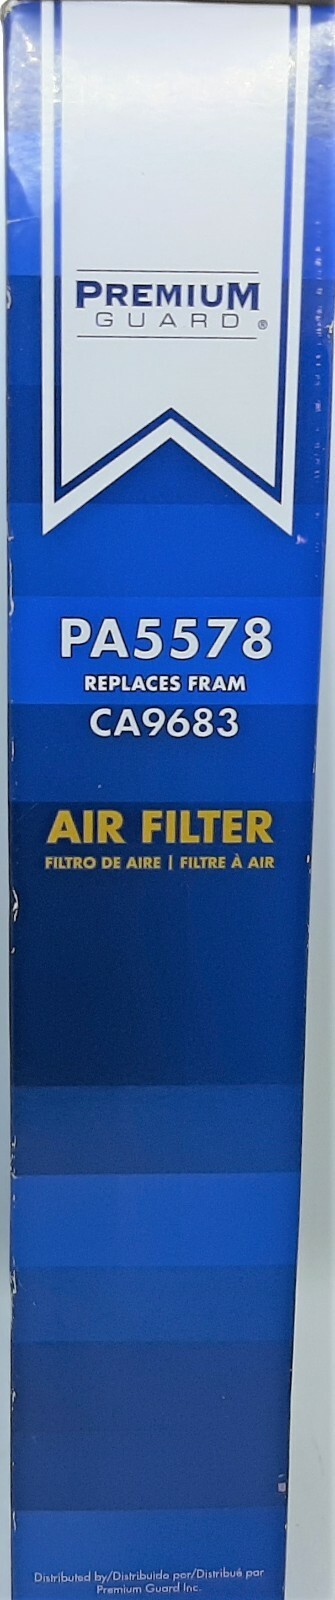 PREMIUM
GUARD®
PA5578
REPLACES FRAM
CA9683
AIR FILTER
FILTRO DE AIRE | FILTRE À AIR
Distributed by/Distribuido por/Distribué par
Premium Guard Inc.